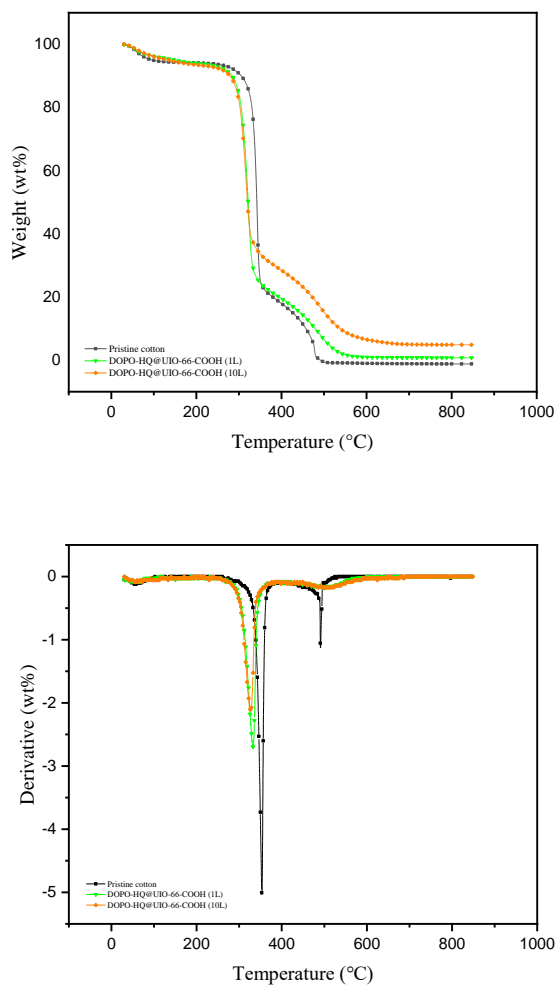 100
80
60
40
20
0
Weight (wt%)
Pristine cotton
DOPO-HQ@UIO-66-COOH (1L)
DOPO-HQ@UIO-66-COOH (10L)
0 200 400 600 800 1000
Temperature (°C)
0
-1
-2
-3
-4
-5
Derivative (wt%)
Pristine cotton
DOPO-HQ@UIO-66-COOH (1L)
DOPO-HQ@UIO-66-COOH (10L)
0 200 400 600 800 1000
Temperature (℃)